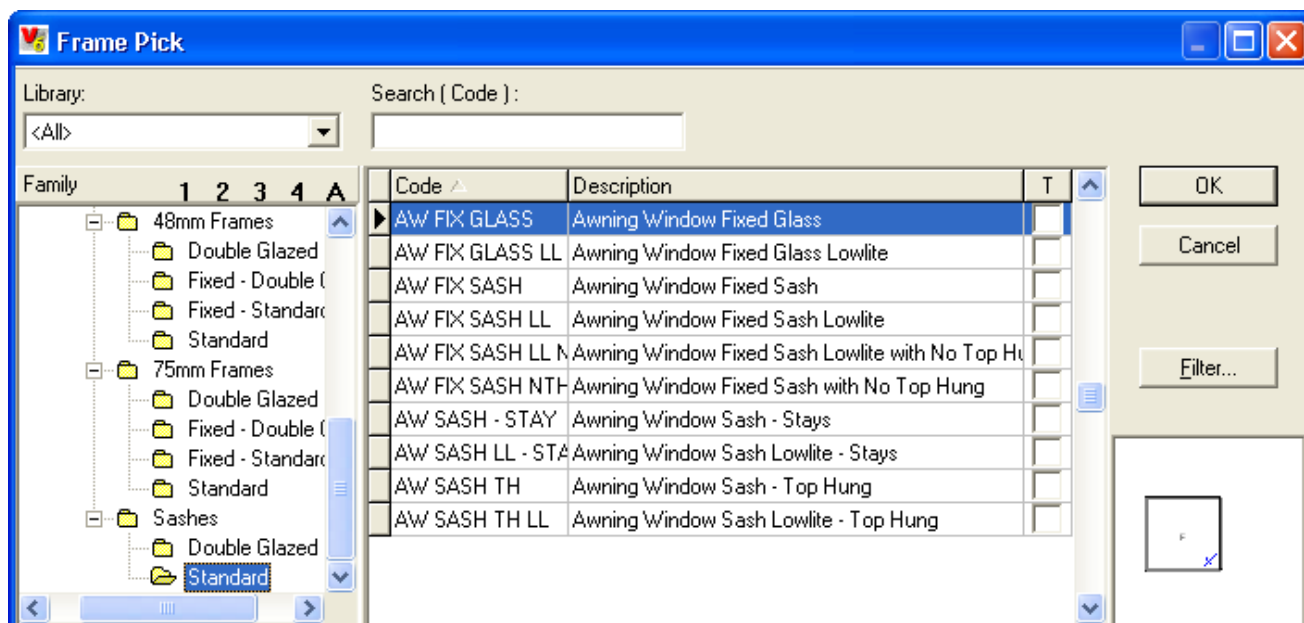 Frame Pick
Library:
<All>
Search ( Code ) :
Family 1 2 3 4 A
48mm Frames
Double Glazed
Fixed - Double
Fixed - Standar
Standard
75mm Frames
Double Glazed
Fixed - Double
Fixed - Standar
Standard
Sashes
Double Glazed
Standard
Code Description T
AW FIX GLASS Awning Window Fixed Glass
AW FIX GLASS LL Awning Window Fixed Glass Lowlite
AW FIX SASH Awning Window Fixed Sash
AW FIX SASH LL Awning Window Fixed Sash Lowlite
AW FIX SASH LL N Awning Window Fixed Sash Lowlite with No Top Hu
AW FIX SASH NTH Awning Window Fixed Sash with No Top Hung
AW SASH - STAY Awning Window Sash - Stays
AW SASH LL - STA Awning Window Sash Lowlite - Stays
AW SASH TH Awning Window Sash - Top Hung
AW SASH TH LL Awning Window Sash Lowlite - Top Hung
OK
Cancel
Filter...
F